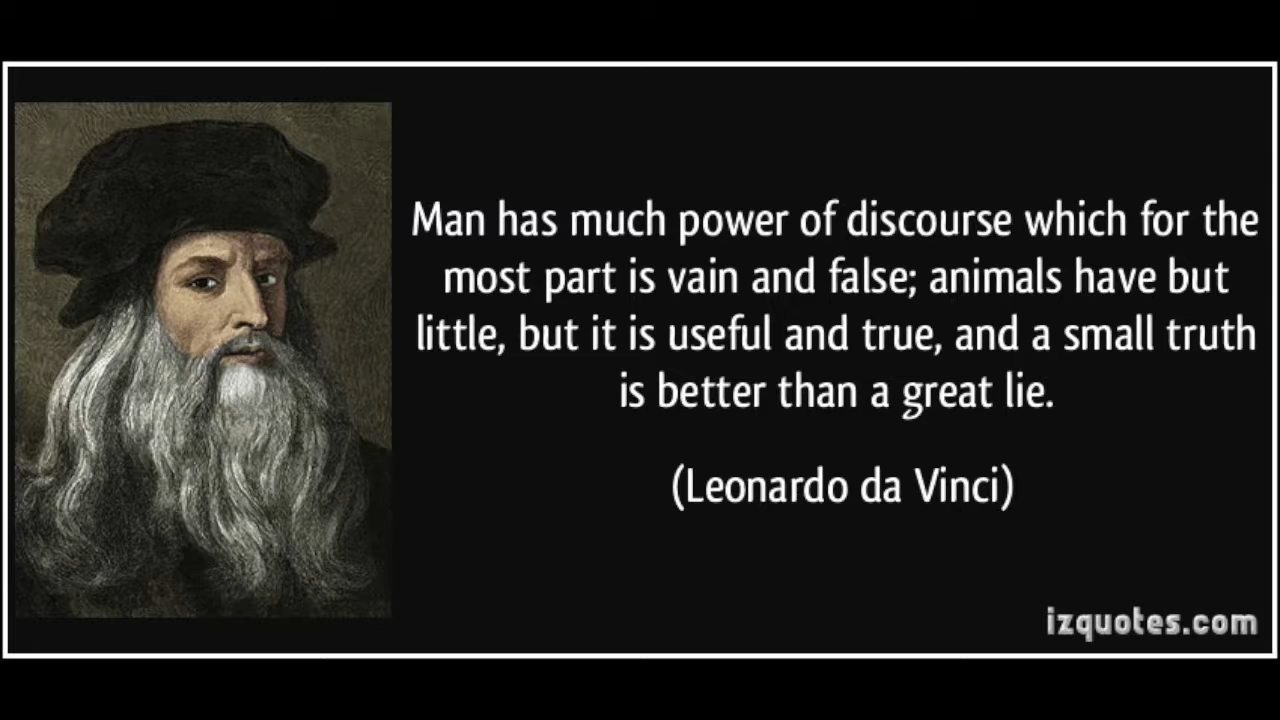 Man has much power of discourse which for the
most part is vain and false; animals have but
little, but it is useful and true, and a small truth
is better than a great lie.
(Leonardo da Vinci)
izquotes.com